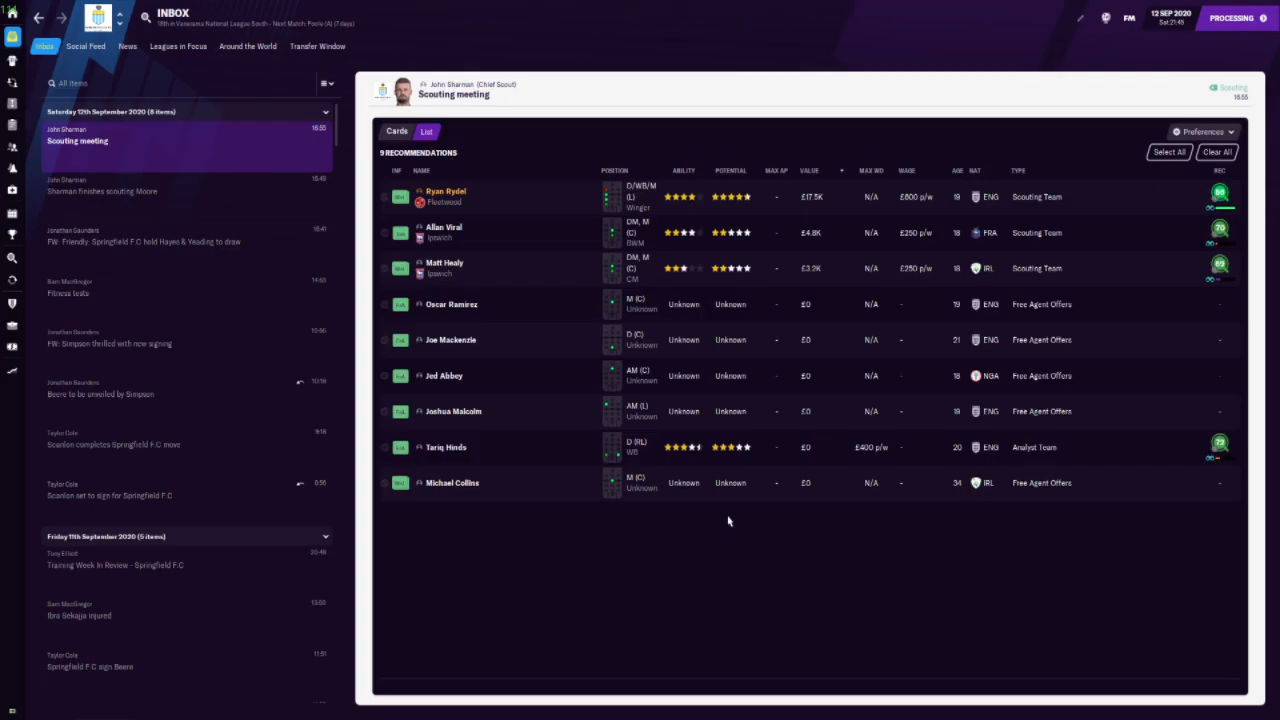 INBOX
18th in Vanarama National League South - Next Match: Poole (A) (7 days)
FM
12 SEP 2020
Sat 21:45
PROCESSING
Inbox Social Feed News Leagues in Focus Around the World Transfer Window
All Items
Saturday 12th September 2020 (8 items)
John Sharman 16:55
Scouting meeting
John Sharman 16:49
Sharman finishes scouting Moore
Jonathan Saunders 16:41
FW: Friendly: Springfield F.C hold Hayes & Yeading to draw
Sam MacGregor 14:53
Fitness tests
Jonathan Saunders 10:56
FW: Simpson thrilled with new signing
Jonathan Saunders 10:18
Beere to be unveiled by Simpson
Taylor Cole 9:18
Scanlon completes Springfield F.C move
Taylor Cole 8:56
Scanlon set to sign for Springfield F.C
Friday 11th September 2020 (5 items)
Tony Elliott 20:48
Training Week In Review - Springfield F.C
Sam MacGregor 13:50
Ibra Sekajja injured
Taylor Cole 11:51
Springfield F.C sign Beere
John Sharman (Chief Scout)
Scouting meeting
Scouting
16:55
Cards List
Preferences
9 RECOMMENDATIONS
Select All Clear All
INF NAME POSITION ABILITY POTENTIAL MAX AP VALUE MAX WD WAGE AGE NAT TYPE REC
Ryan Rydel
Fleetwood
D/WB/M (L)
Winger
- £17.5K N/A £600 p/w 19 ENG Scouting Team
Allan Viral
Ipswich
DM, M (C)
BWM
- £4.8K N/A £250 p/w 18 FRA Scouting Team 70
Matt Healy
Ipswich
DM, M (C)
CM
- £3.2K N/A £250 p/w 18 IRL Scouting Team 69
Oscar Ramirez M (C)
Unknown
Unknown Unknown - £0 N/A - 19 ENG Free Agent Offers -
Joe Mackenzie D (C)
Unknown
Unknown Unknown - £0 N/A - 21 ENG Free Agent Offers -
Jed Abbey AM (C)
Unknown
Unknown Unknown - £0 N/A - 18 NGA Free Agent Offers -
Joshua Malcolm AM (L)
Unknown
Unknown Unknown - £0 N/A - 19 ENG Free Agent Offers -
Tariq Hinds D (RL)
WB
- £0 £400 p/w - 20 ENG Analyst Team 73
Michael Collins M (C)
Unknown
Unknown Unknown - £0 N/A - 34 IRL Free Agent Offers -